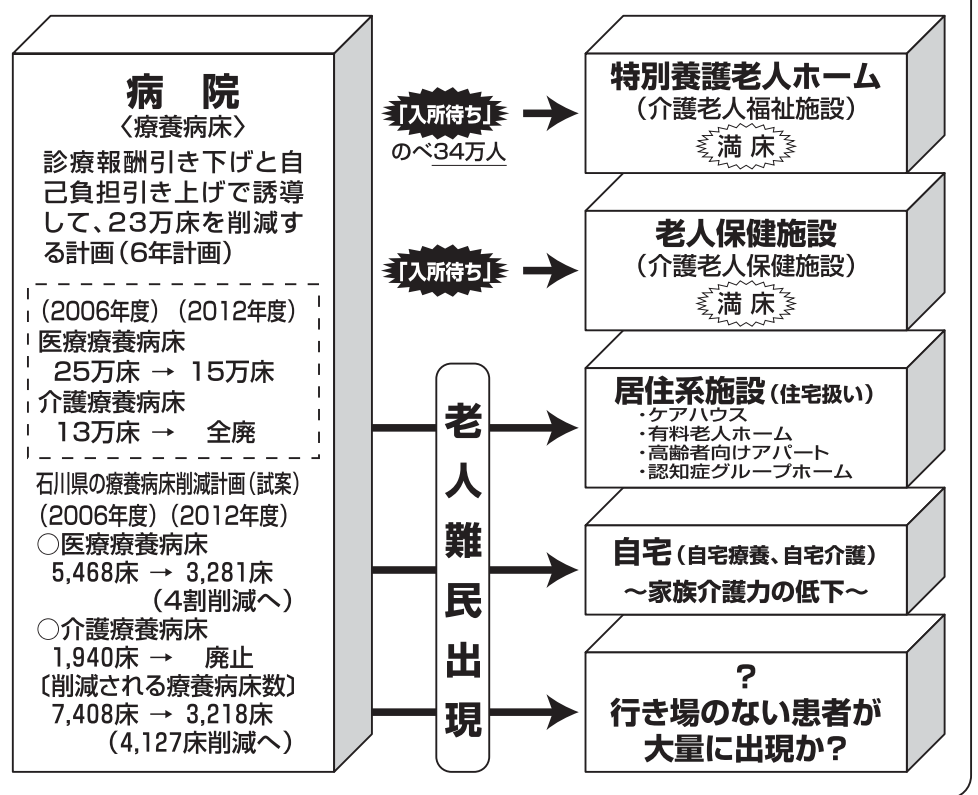 病 院
〈療養病床〉
診療報酬引き下げと自
己負担引き上げで誘導
して、23万床を削減す
る計画(6年計画)
(2006年度)(2012年度)
医療療養病床
25万床 → 15万床
介護療養病床
13万床 → 全廃
石川県の療養病床削減計画(試案)
(2006年度)(2012年度)
○医療療養病床
5,468床 → 3,281床
(4割削減へ)
○介護療養病床
1,940床 → 廃止
〔削減される療養病床数〕
7,408床 → 3,218床
(4,127床削減へ)
「入所待ち」
のべ34万人
「入所待ち」
老人難民出現
特別養護老人ホーム
(介護老人福祉施設)
満床
老人保健施設
(介護老人保健施設)
満床
居住系施設(住宅扱い)
・ケアハウス
・有料老人ホーム
・高齢者向けアパート
・認知症グループホーム
自宅(自宅療養、自宅介護)
～家族介護力の低下～
?
行き場のない患者が
大量に出現か?